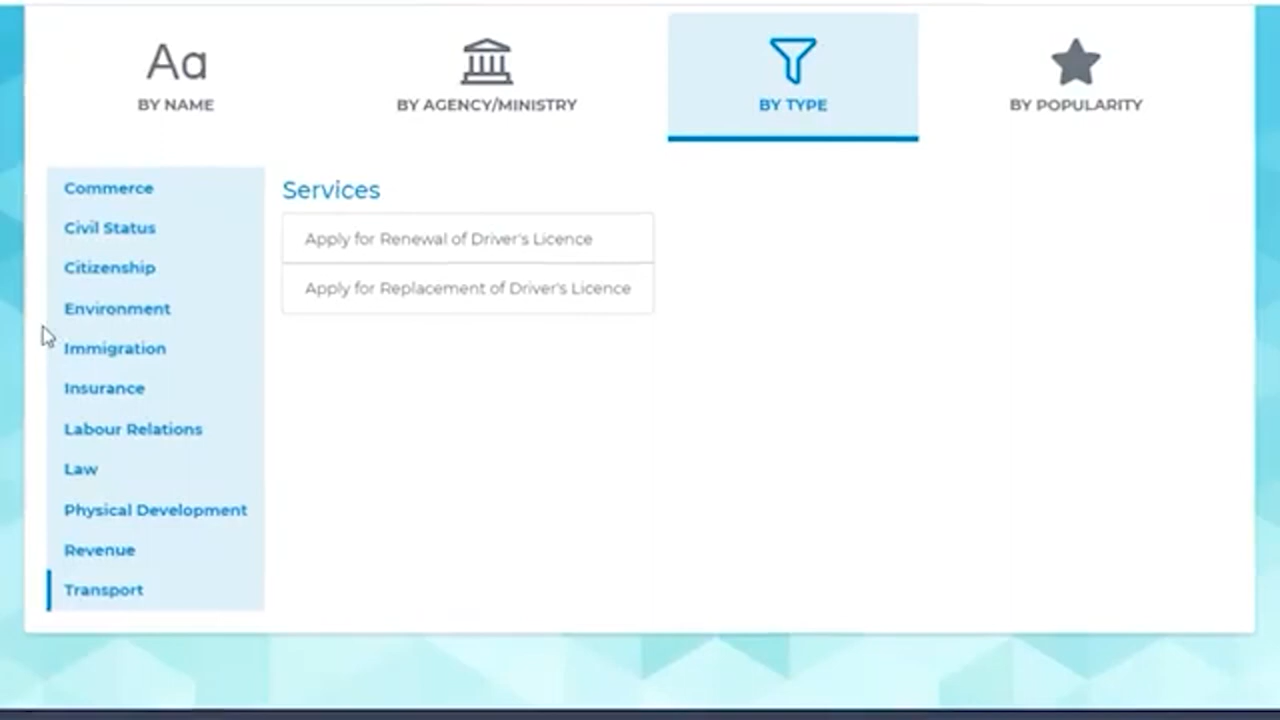 Aa
BY NAME
BY AGENCY/MINISTRY
BY TYPE
BY POPULARITY
Commerce
Civil Status
Citizenship
Environment
Immigration
Insurance
Labour Relations
Law
Physical Development
Revenue
Transport
Services
Apply for Renewal of Driver's Licence
Apply for Replacement of Driver's Licence